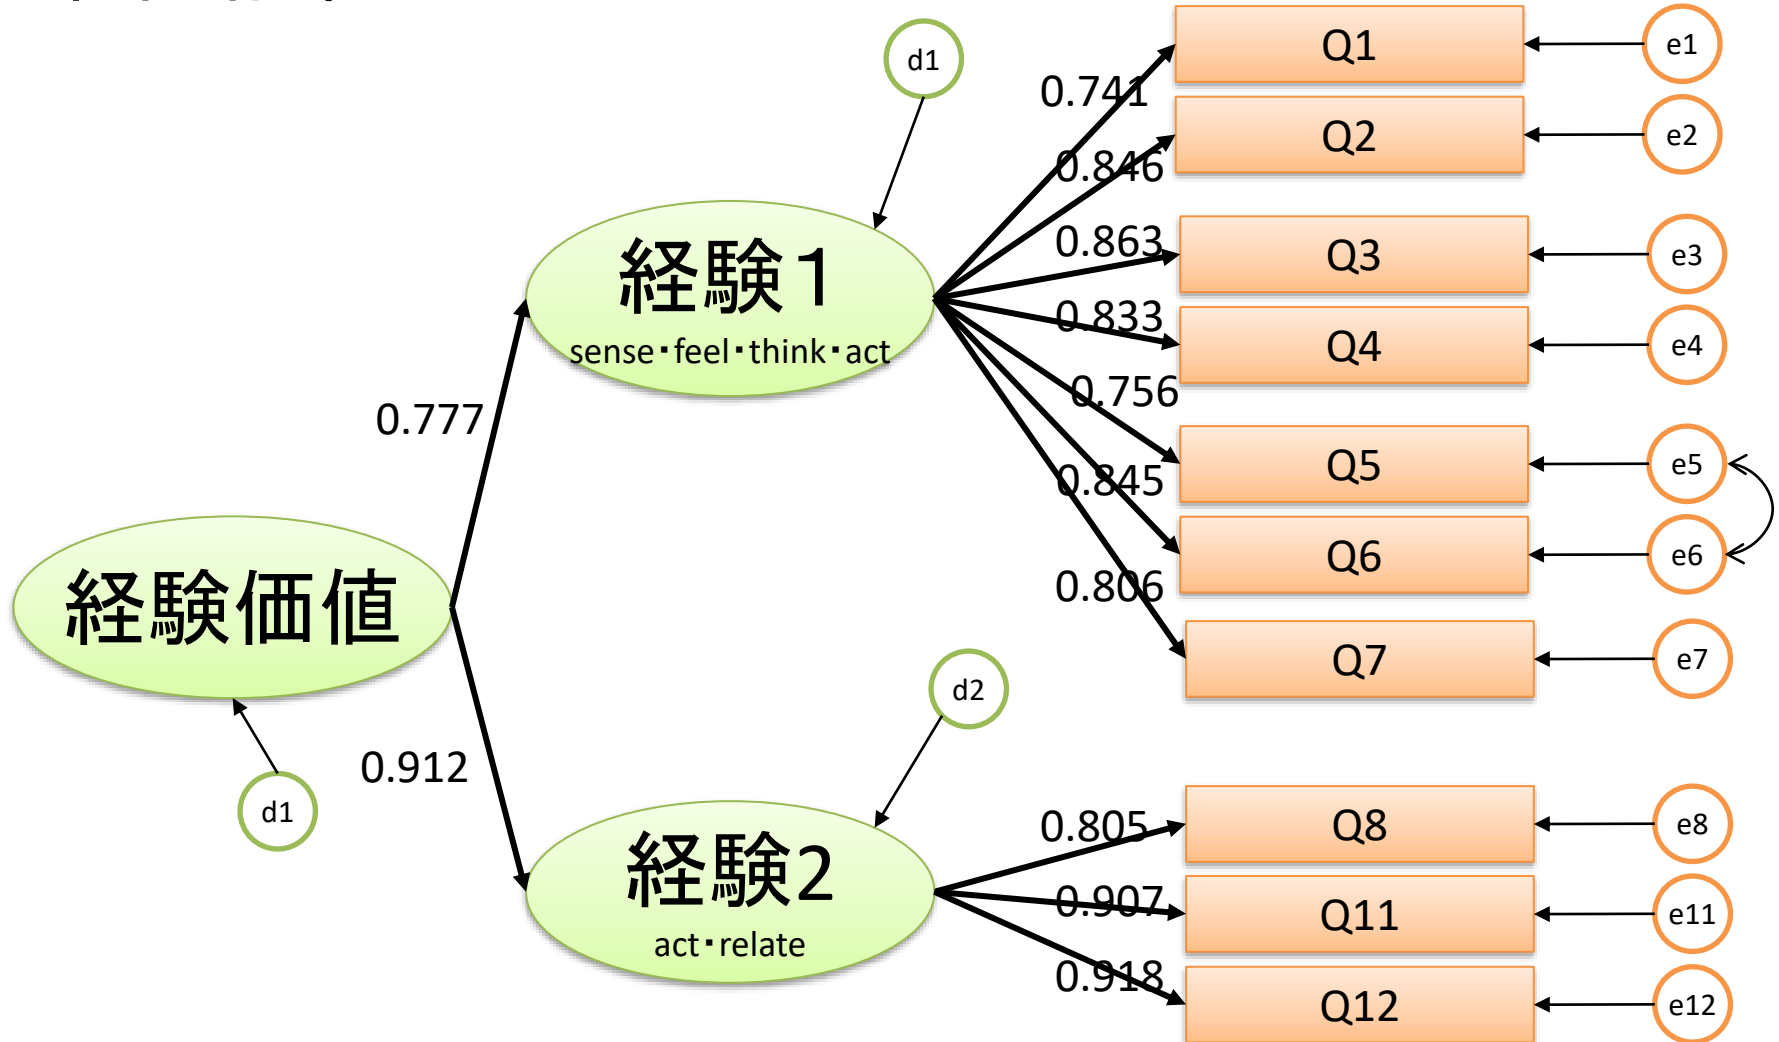 d1
0.741
Q1
e1
0.846
Q2
e2
経験1
sense・feel・think・act
0.863
Q3
e3
0.833
Q4
e4
0.777
0.756
Q5
e5
0.845
Q6
e6
経験価値
0.806
Q7
e7
d2
0.912
d1
経験2
act・relate
0.805
Q8
e8
0.907
Q11
e11
0.918
Q12
e12